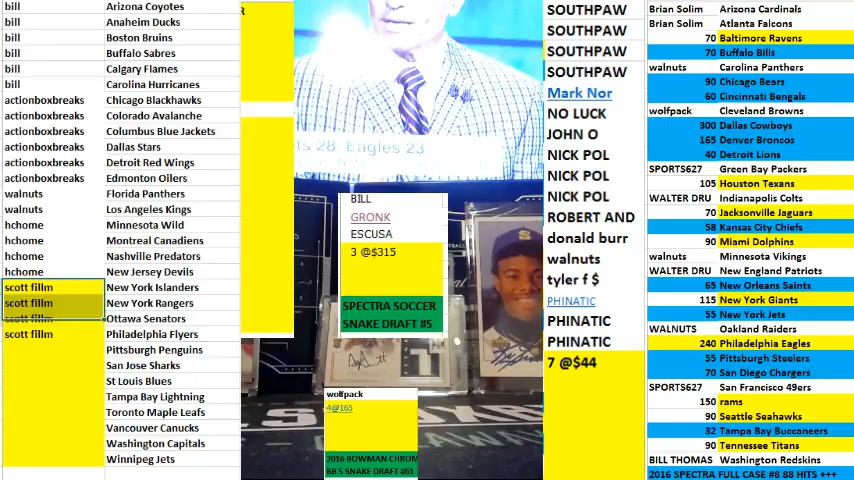 bill Arizona Coyotes
bill Anaheim Ducks
bill Boston Bruins
bill Buffalo Sabres
bill Calgary Flames
bill Carolina Hurricanes
actionboxbreaks Chicago Blackhawks
actionboxbreaks Colorado Avalanche
actionboxbreaks Columbus Blue Jackets
actionboxbreaks Dallas Stars
actionboxbreaks Detroit Red Wings
actionboxbreaks Edmonton Oilers
walnuts Florida Panthers
walnuts Los Angeles Kings
hchome Minnesota Wild
hchome Montreal Canadiens
hchome Nashville Predators
hchome New Jersey Devils
scott fillm New York Islanders
scott fillm New York Rangers
scott fillm Ottawa Senators
scott fillm Philadelphia Flyers
Pittsburgh Penguins
San Jose Sharks
St Louis Blues
Tampa Bay Lightning
Toronto Maple Leafs
Vancouver Canucks
Washington Capitals
Winnipeg Jets
R
ts 28, Eagles 23
BILL
GRONK
ESCUSA
3 @$315
SPECTRA SOCCER
SNAKE DRAFT #5
wolfpack
4@165
2016 BOWMAN CHROM
BB'S SNAKE DRAFT #61
SOUTHPAW
SOUTHPAW
SOUTHPAW
SOUTHPAW
Mark Nor
NO LUCK
JOHN O
NICK POL
NICK POL
NICK POL
ROBERT AND
donald burr
walnuts
tyler f $
PHINATIC
PHINATIC
PHINATIC
7 @$44
Brian Solim Arizona Cardinals
Brian Solim Atlanta Falcons
70 Baltimore Ravens
70 Buffalo Bills
walnuts Carolina Panthers
90 Chicago Bears
60 Cincinnati Bengals
wolfpack Cleveland Browns
300 Dallas Cowboys
165 Denver Broncos
40 Detroit Lions
SPORTS627 Green Bay Packers
105 Houston Texans
WALTER DRU Indianapolis Colts
70 Jacksonville Jaguars
58 Kansas City Chiefs
90 Miami Dolphins
walnuts Minnesota Vikings
WALTER DRU New England Patriots
65 New Orleans Saints
115 New York Giants
55 New York Jets
WALNUTS Oakland Raiders
240 Philadelphia Eagles
55 Pittsburgh Steelers
70 San Diego Chargers
SPORTS627 San Francisco 49ers
150 rams
90 Seattle Seahawks
32 Tampa Bay Buccaneers
90 Tennessee Titans
BILL THOMAS Washington Redskins
2016 SPECTRA FULL CASE #8 88 HITS +++